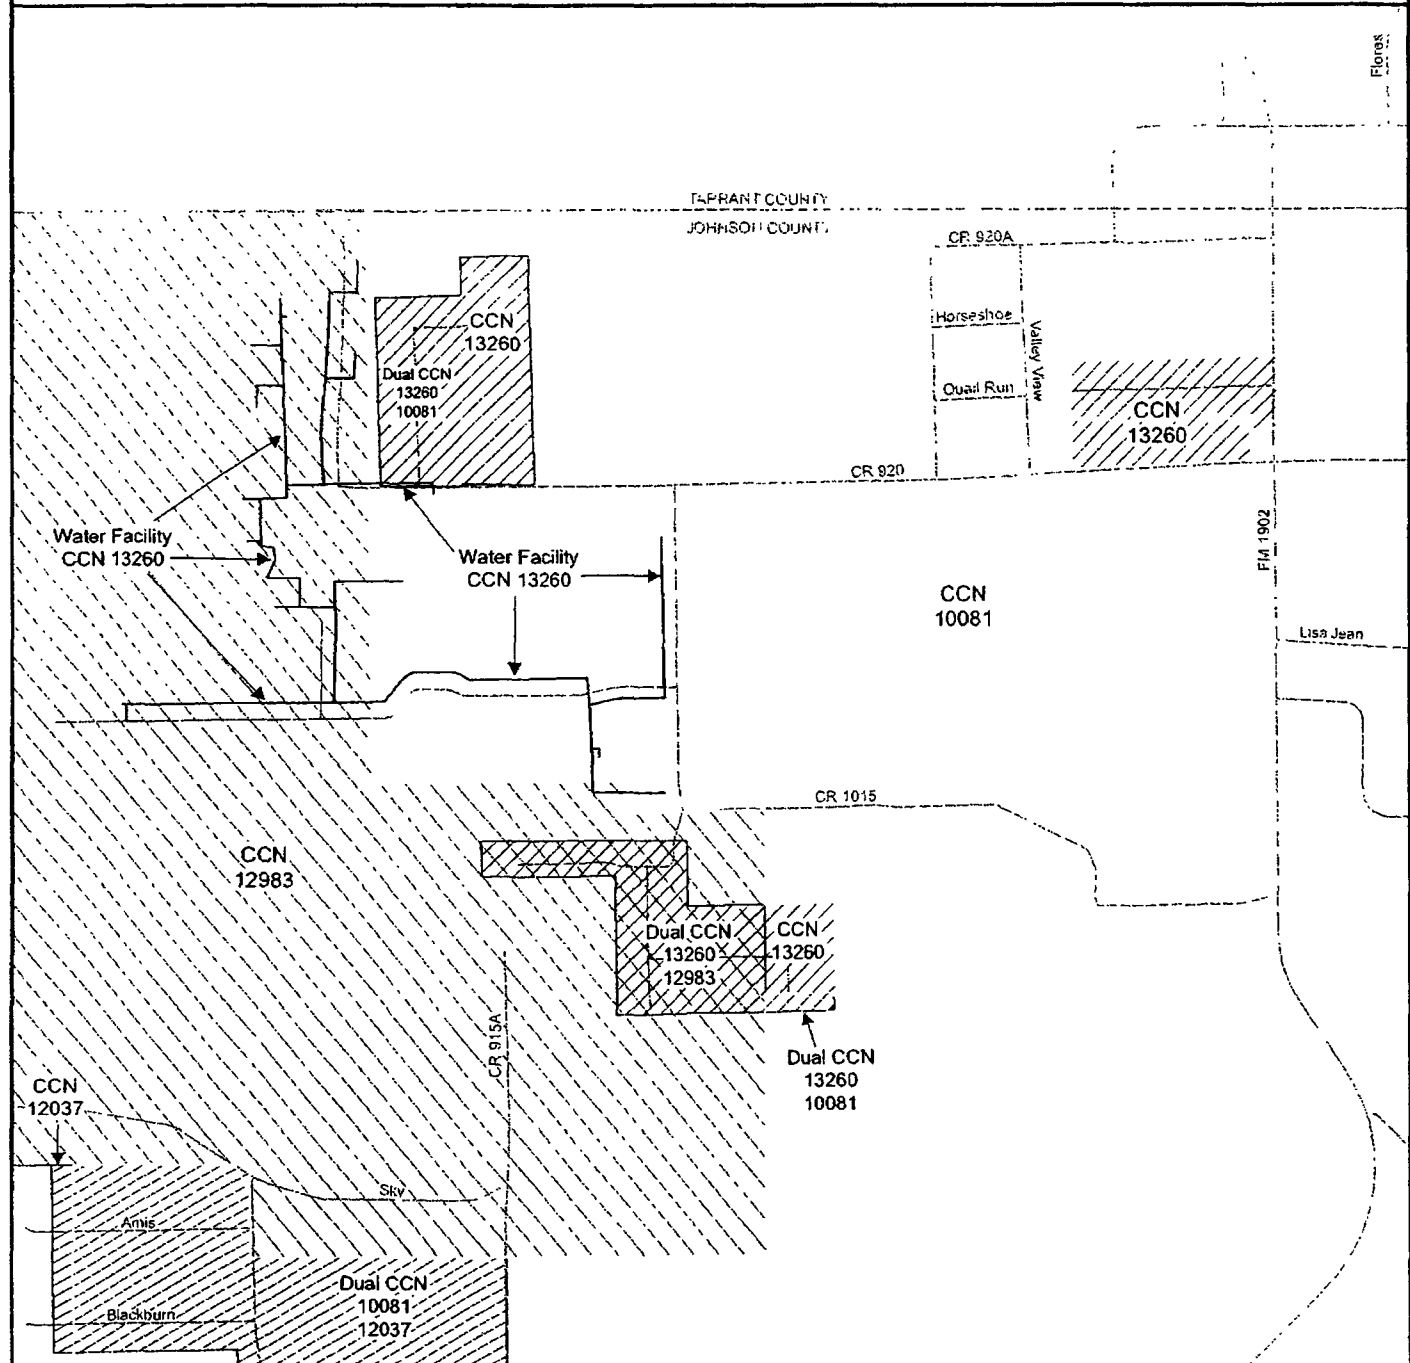 Flores
TARRANT COUNTY
JOHNSON COUNTY
CR 920A
CCN
13260
Horseshoe
Valley View
Dual CCN
13260
10081
Quail Run
CCN
13260
CR 920
Water Facility
CCN 13260
Water Facility
CCN 13260
FM 1902
CCN
10081
Lisa Jean
CR 1015
CCN
12983
Dual CCN
13260
12983
CCN
13260
CR 915A
Dual CCN
13260
10081
CCN
12037
Sky
Amis
Dual CCN
10081
12037
Blackburn